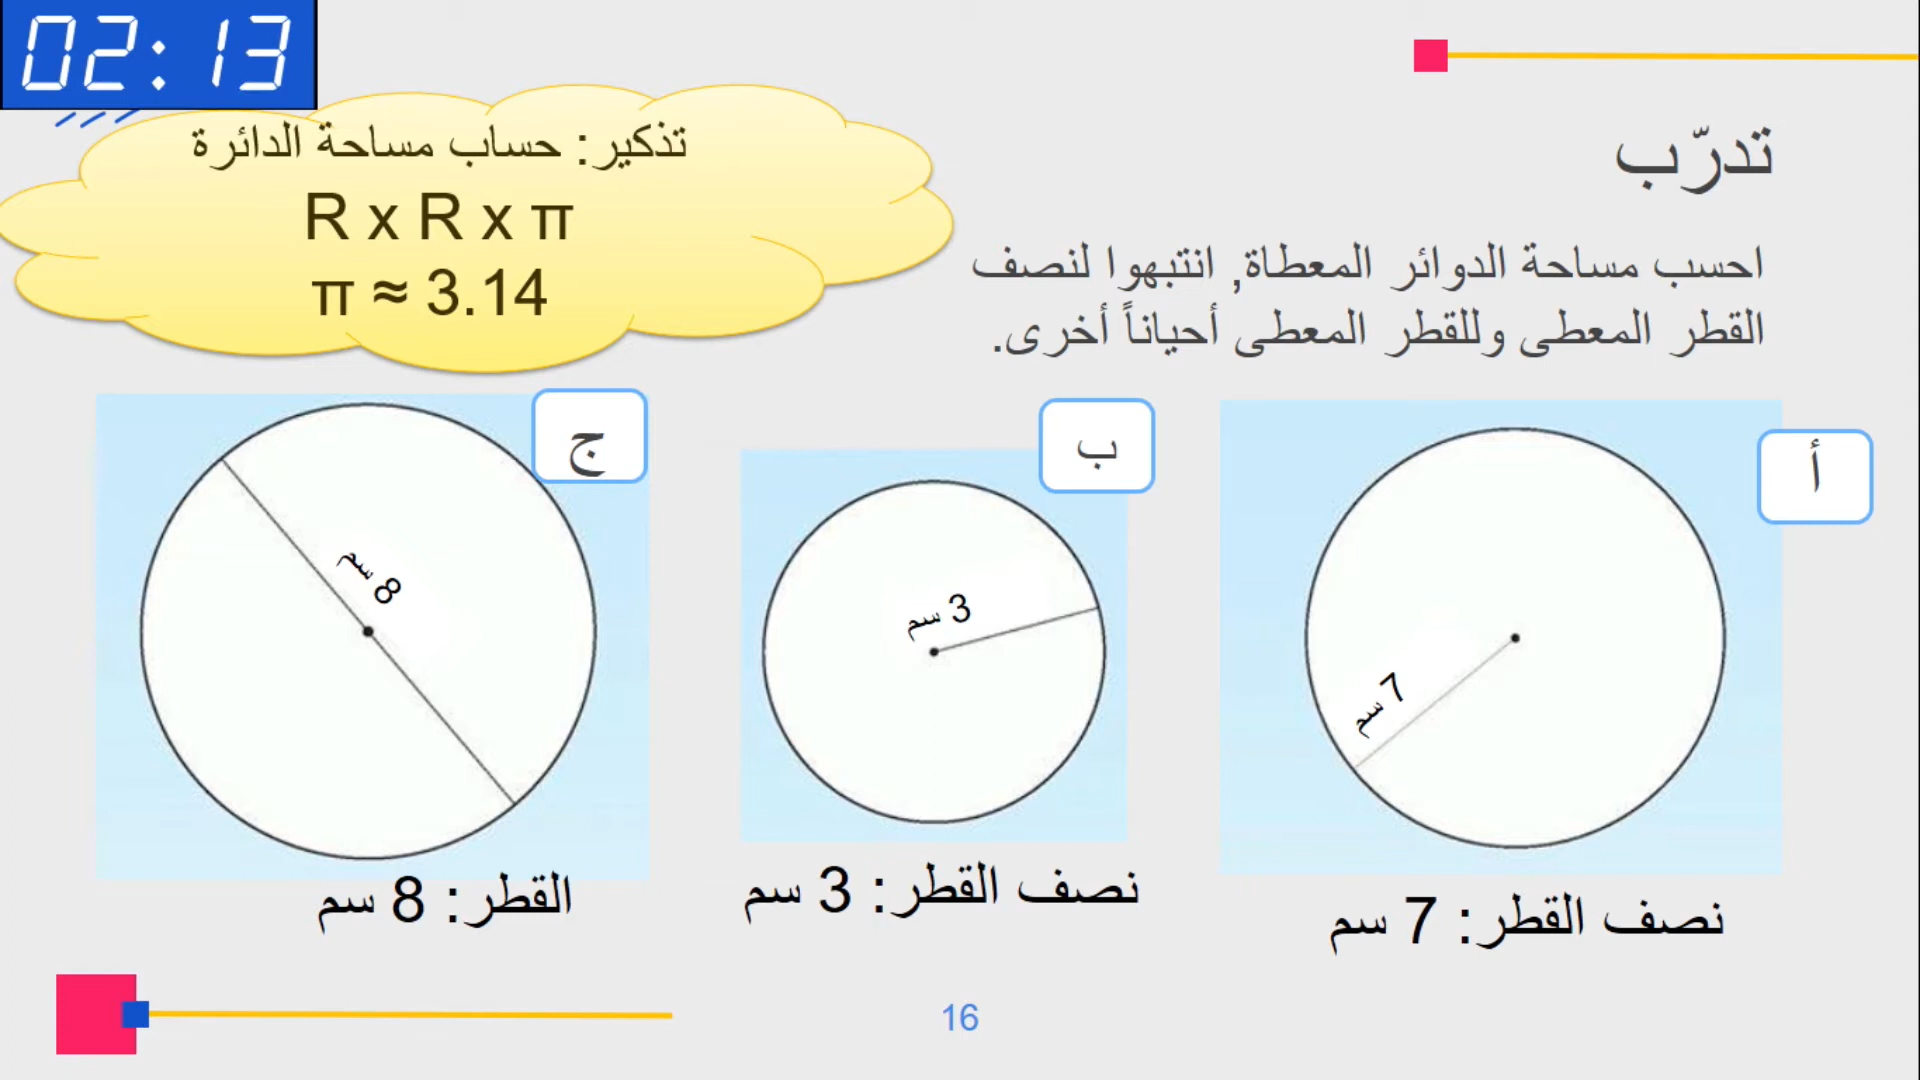 02:13
تدرّب
تذكير: حساب مساحة الدائرة
R x R x π
π ≈ 3.14
احسب مساحة الدوائر المعطاة, انتبهوا لنصف
القطر المعطى وللقطر المعطى أحياناً أخرى.
أ
7 سم
نصف القطر: 7 سم
ب
3 سم
نصف القطر: 3 سم
ج
8 سم
القطر: 8 سم
16